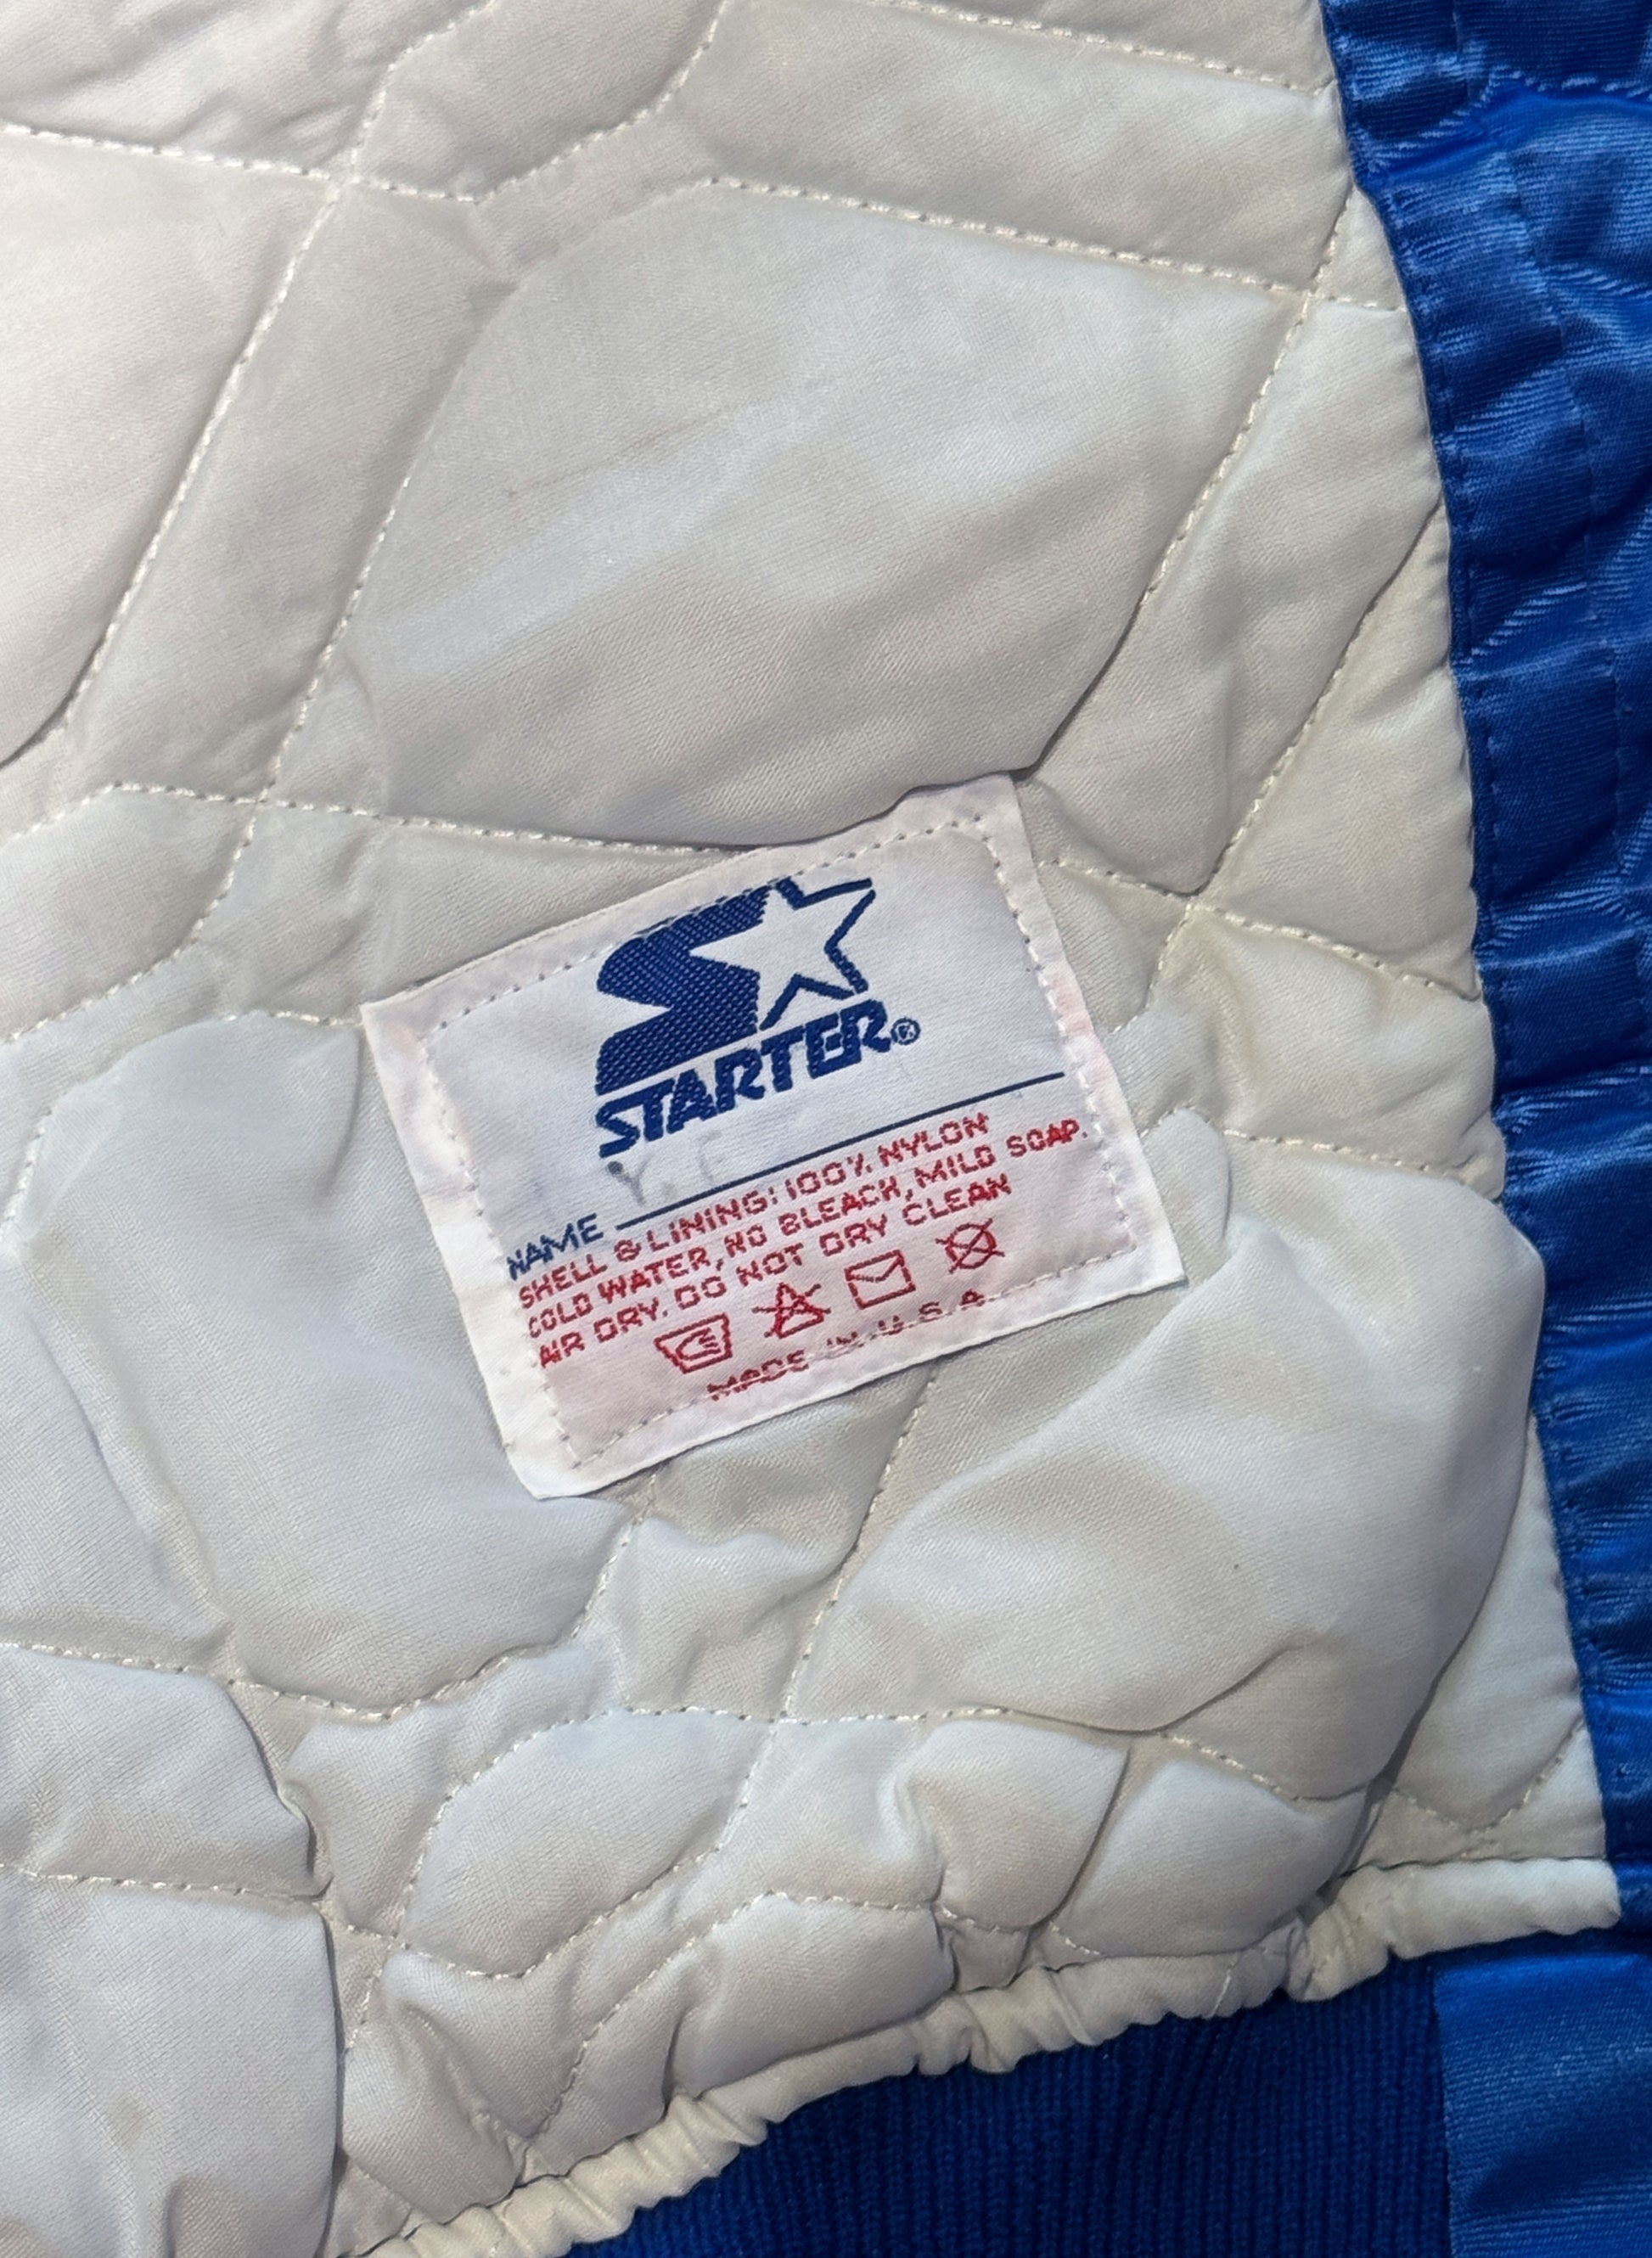 STARTER®
Y. F
NAME
SHELL & LINING: 100% NYLON
COLD WATER, NO BLEACH, MILD SOAP.
AIR DRY. DO NOT DRY CLEAN
MADE IN U.S.A.